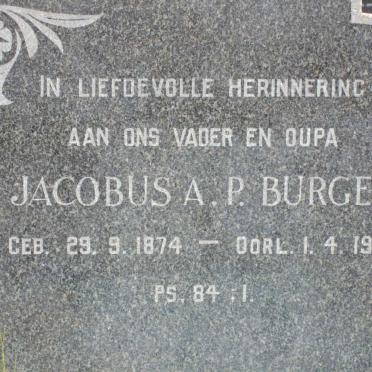 IN LIEFDEVOLLE HERINNERING
AAN ONS VADER EN OUPA
JACOBUS A. P. BURGE
GEB. 29. 9. 1874 — OORL. 1. 4. 19
PS. 84 : 1.